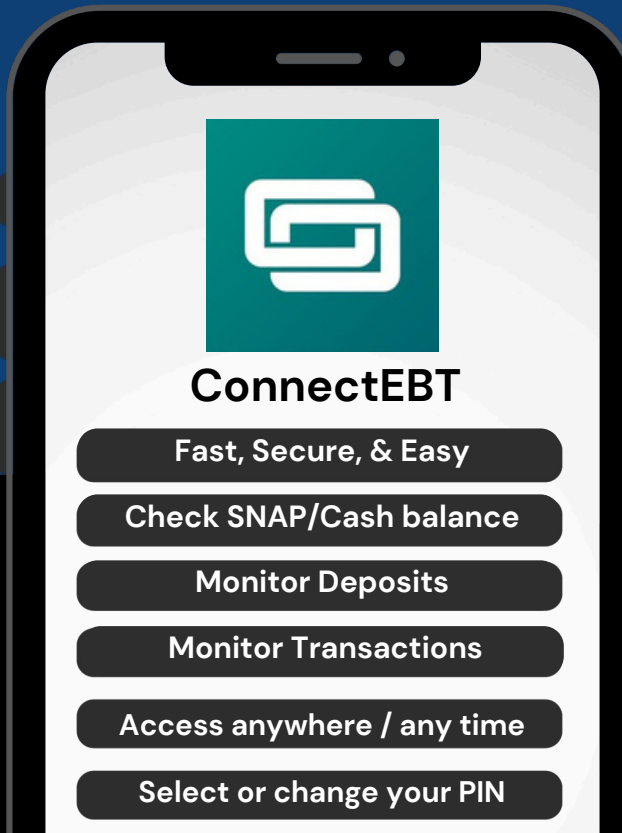 ConnectEBT
Fast, Secure, & Easy
Check SNAP/Cash balance
Monitor Deposits
Monitor Transactions
Access anywhere / any time
Select or change your PIN